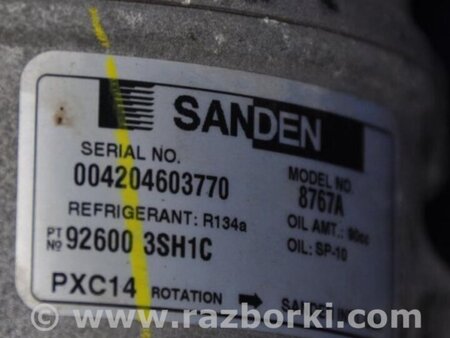 SANDEN
SERIAL NO.
004204603770
MODEL NO.
8767A
REFRIGERANT: R134a
OIL AMT.: 90cc
PT NO 92600 3SH1C
OIL: SP-10
PXC14 ROTATION → SANDEN
© www.razborki.com